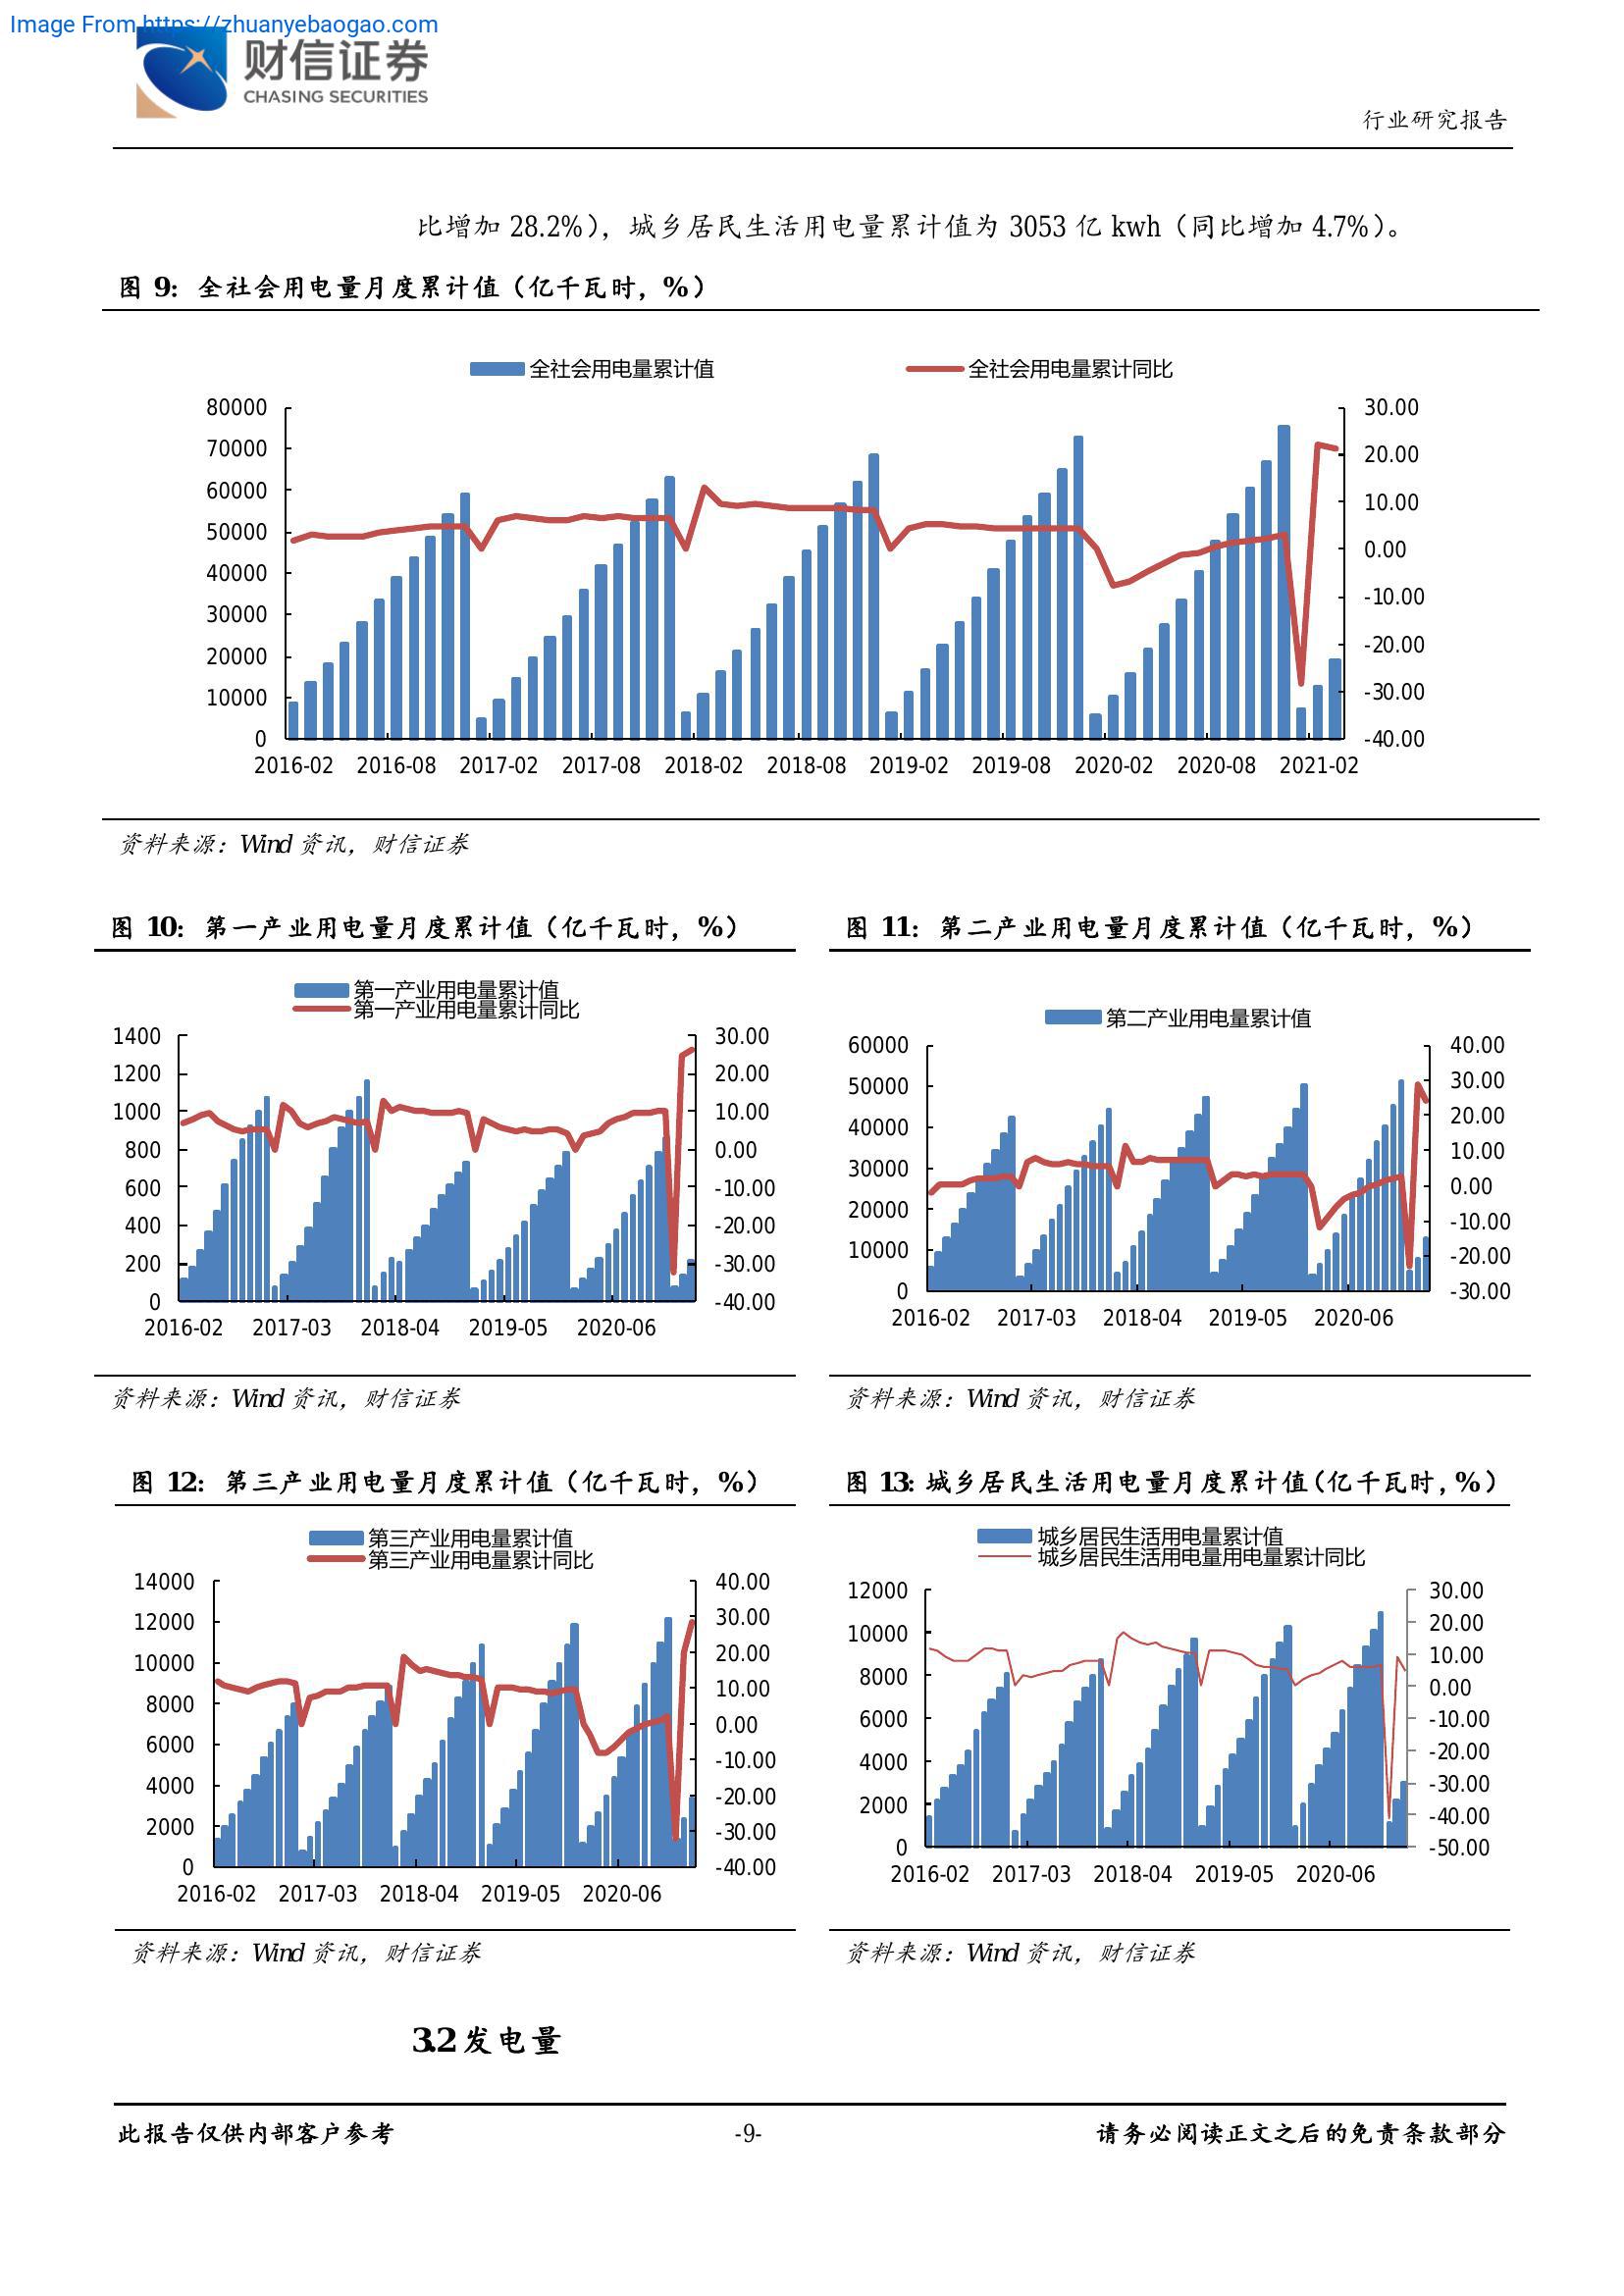 Image From https://zhuanyebaogao.com
财信证券
CHASING SECURITIES
行业研究报告
比增加 28.2%），城乡居民生活用电量累计值为 3053 亿 kwh（同比增加 4.7%）。
图 9：全社会用电量月度累计值（亿千瓦时，%）
全社会用电量累计值 全社会用电量累计同比
80000 30.00
70000 20.00
60000 10.00
50000 0.00
40000 -10.00
30000 -20.00
20000 -30.00
10000 -40.00
0
2016-02 2016-08 2017-02 2017-08 2018-02 2018-08 2019-02 2019-08 2020-02 2020-08 2021-02
资料来源：Wind 资讯，财信证券
图 10：第一产业用电量月度累计值（亿千瓦时，%）
第一产业用电量累计值
第一产业用电量累计同比
1400 30.00
1200 20.00
1000 10.00
800 0.00
600 -10.00
400 -20.00
200 -30.00
0 -40.00
2016-02 2017-03 2018-04 2019-05 2020-06
资料来源：Wind 资讯，财信证券
图 11：第二产业用电量月度累计值（亿千瓦时，%）
第二产业用电量累计值
60000 40.00
50000 30.00
40000 20.00
30000 10.00
20000 0.00
10000 -10.00
0 -20.00
-30.00
2016-02 2017-03 2018-04 2019-05 2020-06
资料来源：Wind 资讯，财信证券
图 12：第三产业用电量月度累计值（亿千瓦时，%）
第三产业用电量累计值
第三产业用电量累计同比
14000 40.00
12000 30.00
10000 20.00
8000 10.00
6000 0.00
4000 -10.00
2000 -20.00
0 -30.00
-40.00
2016-02 2017-03 2018-04 2019-05 2020-06
资料来源：Wind 资讯，财信证券
图 13：城乡居民生活用电量月度累计值（亿千瓦时，%）
城乡居民生活用电量累计值
城乡居民生活用电量用电量累计同比
12000 30.00
10000 20.00
8000 10.00
6000 0.00
4000 -10.00
2000 -20.00
0 -30.00
-40.00
-50.00
2016-02 2017-03 2018-04 2019-05 2020-06
资料来源：Wind 资讯，财信证券
3.2 发电量
此报告仅供内部客户参考 -9- 请务必阅读正文之后的免责条款部分